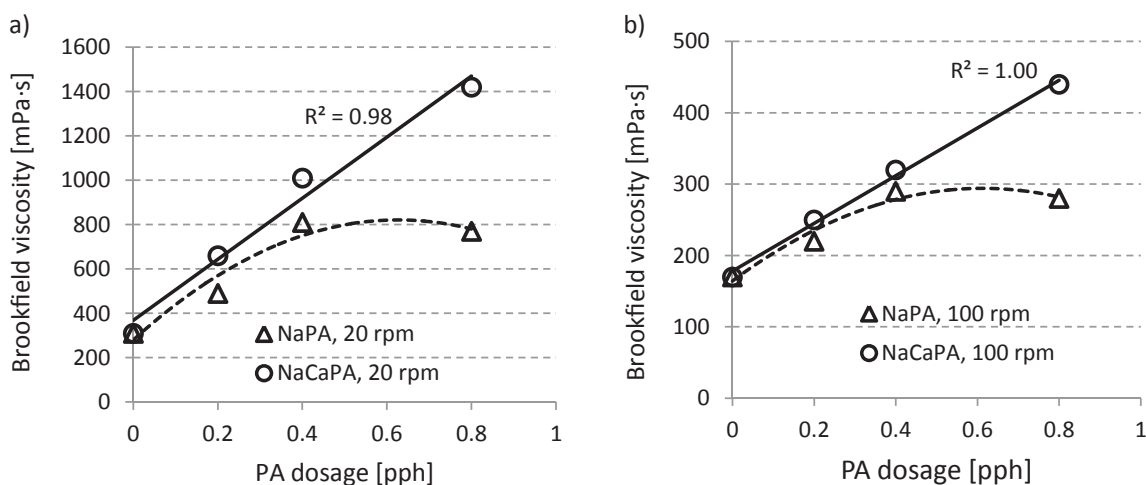 a)
1600
1400
1200
1000
800
600
400
200
0
Brookfield viscosity [mPa·s]
R² = 0.98
NaPA, 20 rpm
NaCaPA, 20 rpm
0 0.2 0.4 0.6 0.8 1
PA dosage [pph]
b)
500
400
300
200
100
0
Brookfield viscosity [mPa·s]
R² = 1.00
NaPA, 100 rpm
NaCaPA, 100 rpm
0 0.2 0.4 0.6 0.8 1
PA dosage [pph]